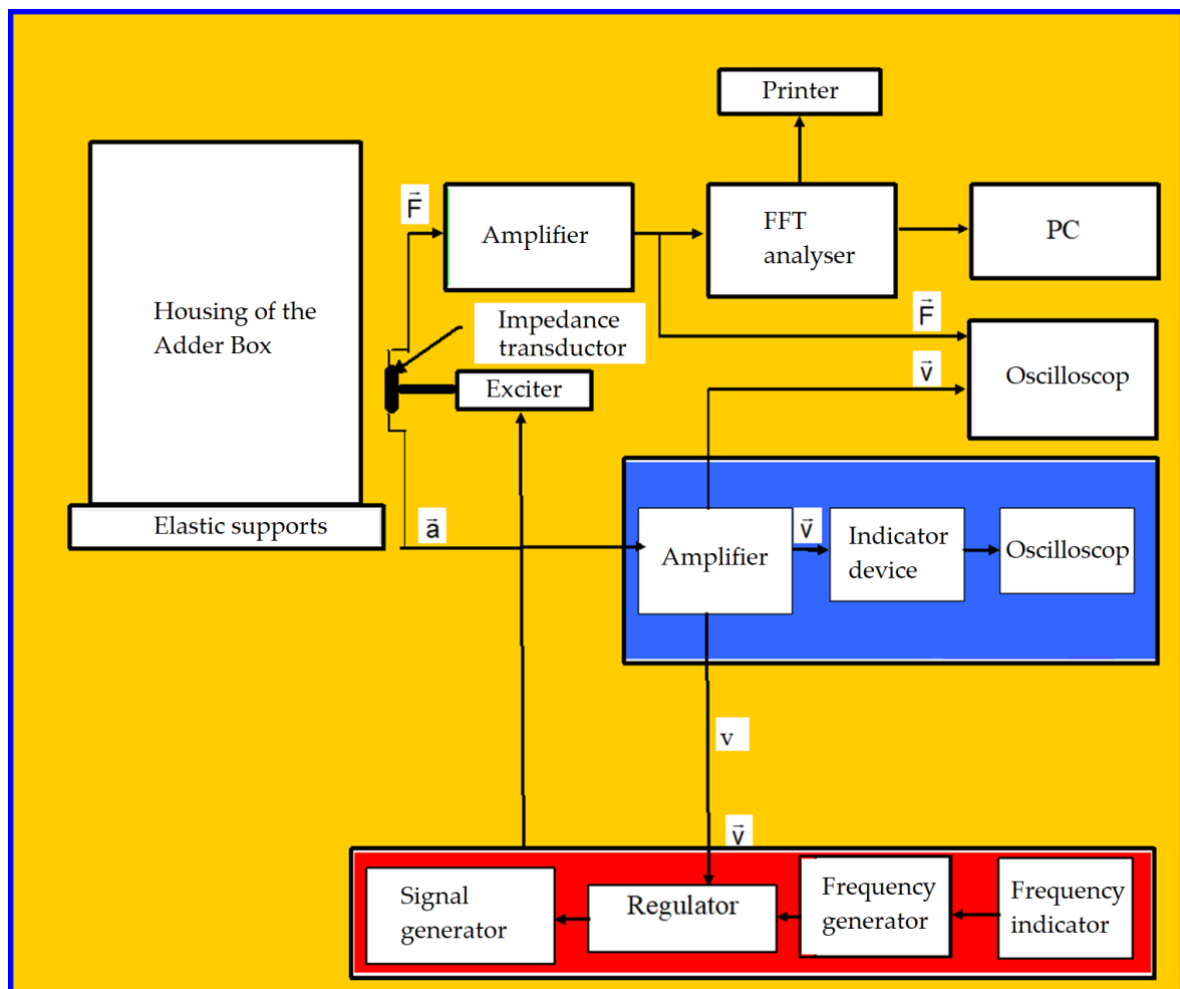 Printer
F⃗
Amplifier
FFT
analyser
PC
Housing of the
Adder Box
Impedance
transductor
F⃗
v⃗
Oscilloscop
Exciter
Elastic supports
a⃗
Amplifier
v⃗
Indicator
device
Oscilloscop
v
v⃗
Signal
generator
Regulator
Frequency
generator
Frequency
indicator